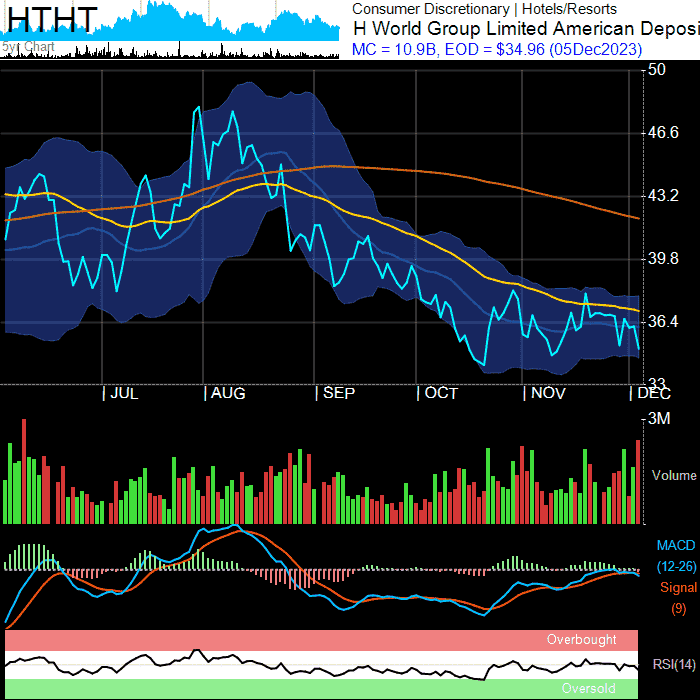 HTHT
5yr Chart
Consumer Discretionary | Hotels/Resorts
H World Group Limited American Deposi
MC = 10.9B, EOD = $34.96 (05Dec2023)
50
46.6
43.2
39.8
36.4
33
JUL AUG SEP OCT NOV DEC
3M
Volume
MACD
(12-26)
Signal
(9)
Overbought
RSI(14)
Oversold